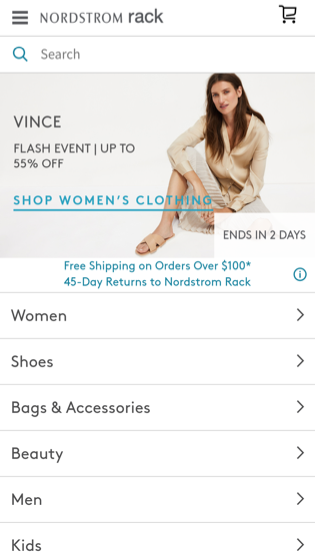 NORDSTROM rack
Search
VINCE
FLASH EVENT | UP TO
55% OFF
SHOP WOMEN'S CLOTHING
ENDS IN 2 DAYS
Free Shipping on Orders Over $100*
45-Day Returns to Nordstrom Rack
Women
Shoes
Bags & Accessories
Beauty
Men
Kids